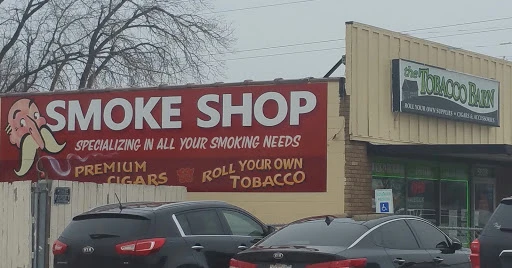 SMOKE SHOP
SPECIALIZING IN ALL YOUR SMOKING NEEDS
PREMIUM
CIGARS
ROLL YOUR OWN
TOBACCO
the TOBACCO BARN
ROLL YOUR OWN SUPPLIES • CIGARS & ACCESSORIES